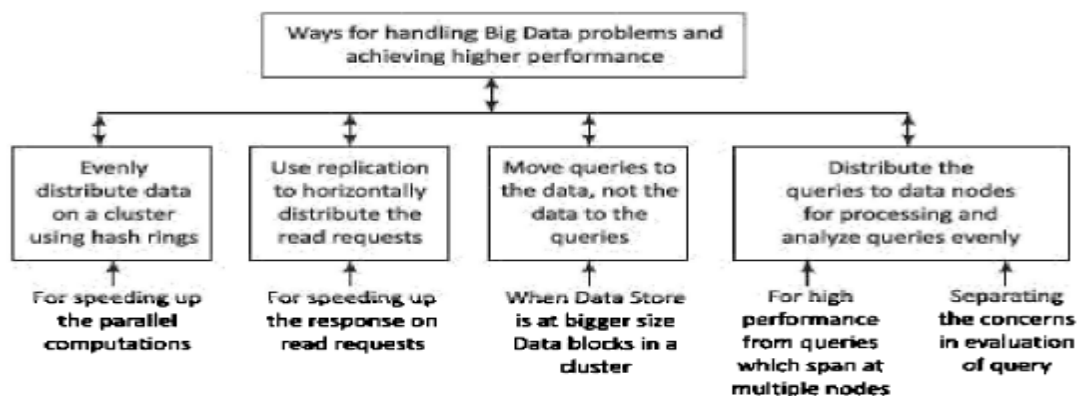 Ways for handling Big Data problems and
achieving higher performance
Evenly
distribute data
on a cluster
using hash rings
Use replication
to horizontally
distribute the
read requests
Move queries to
the data, not the
data to the
queries
Distribute the
queries to data nodes
for processing and
analyze queries evenly
For speeding up
the parallel
computations
For speeding up
the response on
read requests
When Data Store
is at bigger size
Data blocks in a
cluster
For high
performance
from queries
which span at
multiple nodes
Separating
the concerns
in evaluation
of query